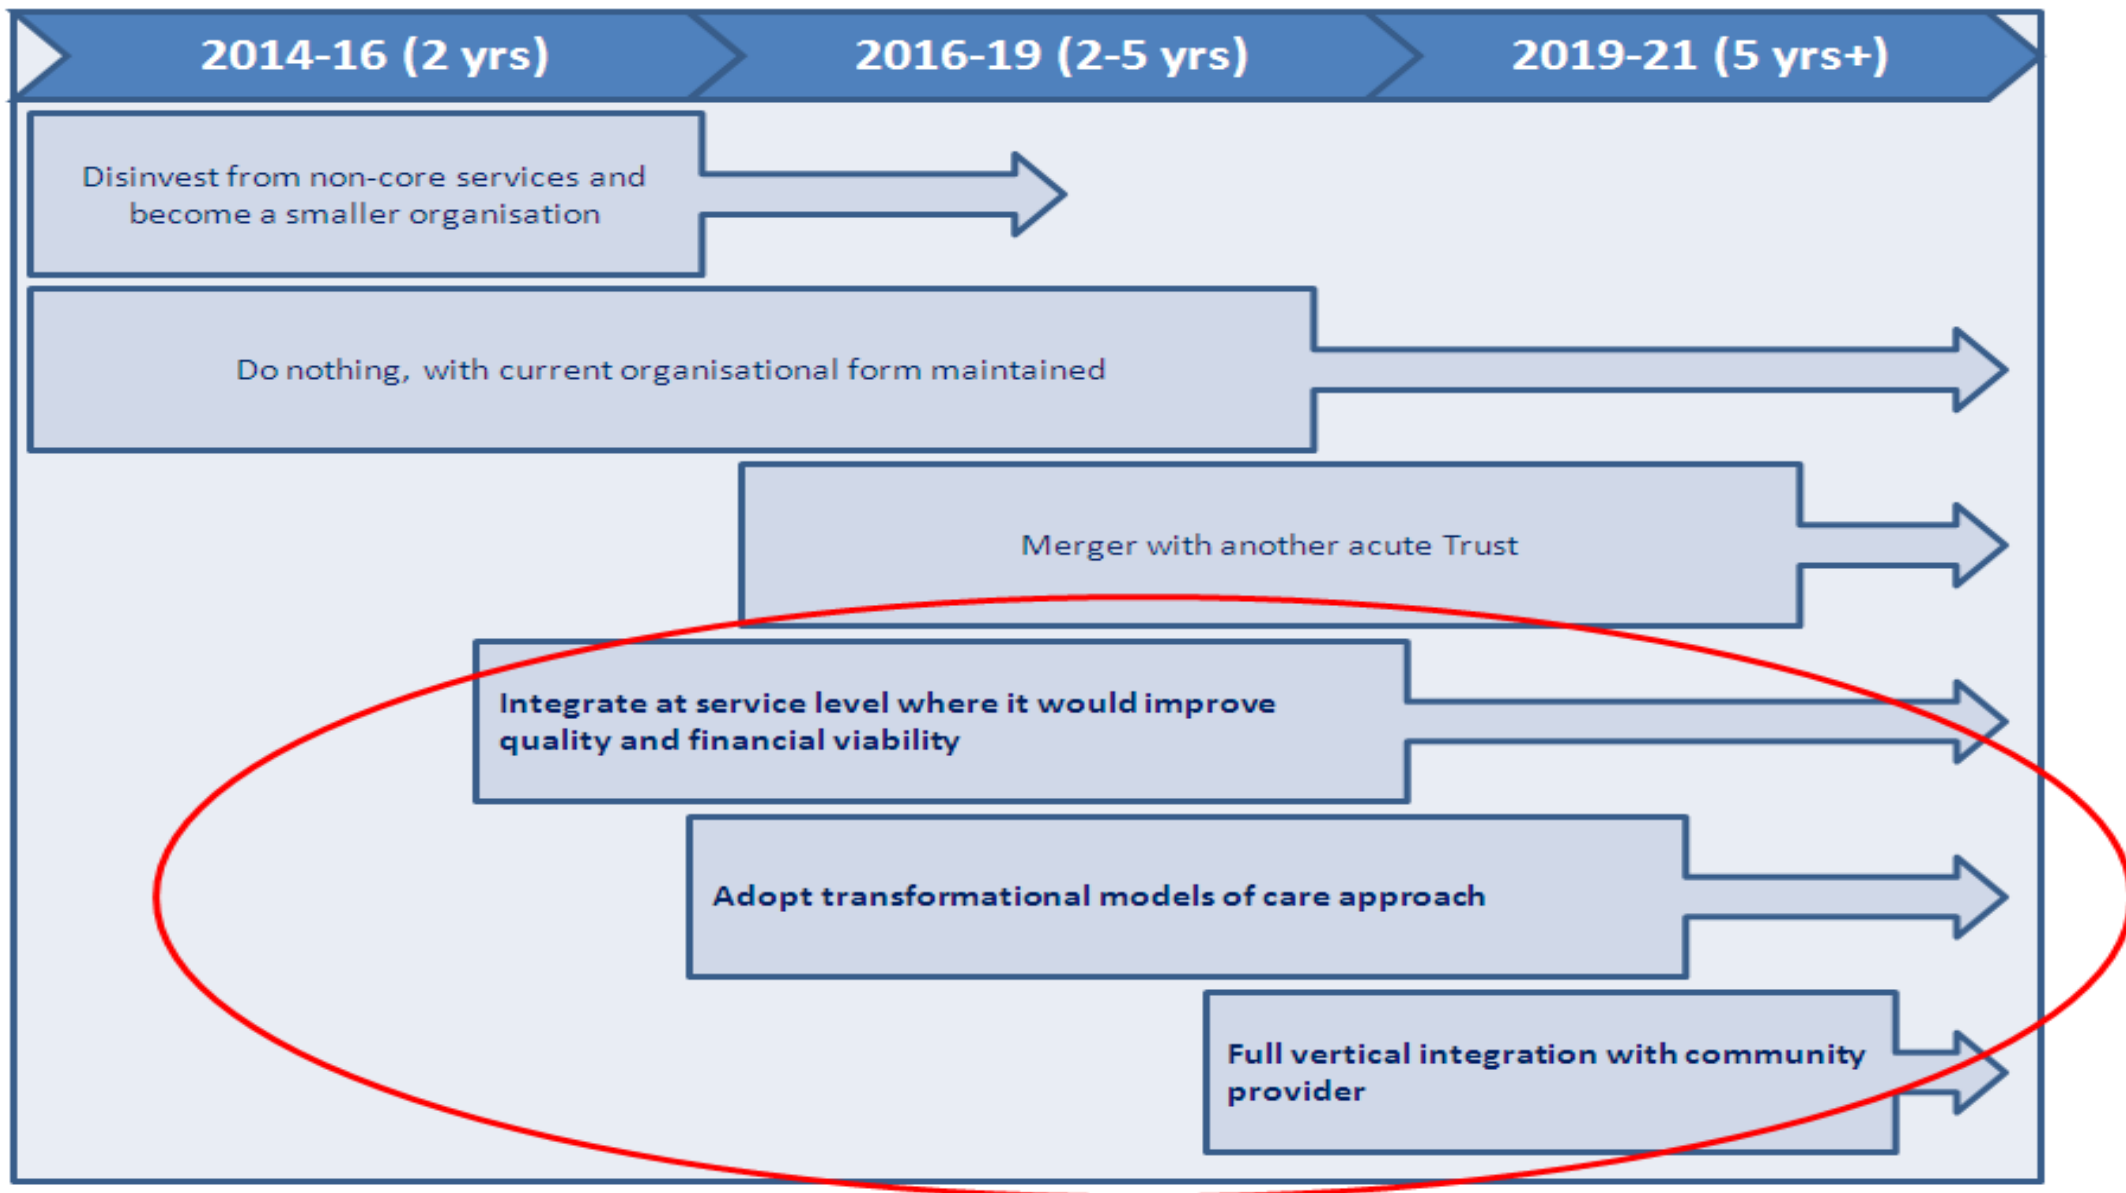 2014-16 (2 yrs)
2016-19 (2-5 yrs)
2019-21 (5 yrs+)
Disinvest from non-core services and
become a smaller organisation
Do nothing, with current organisational form maintained
Merger with another acute Trust
Integrate at service level where it would improve
quality and financial viability
Adopt transformational models of care approach
Full vertical integration with community
provider